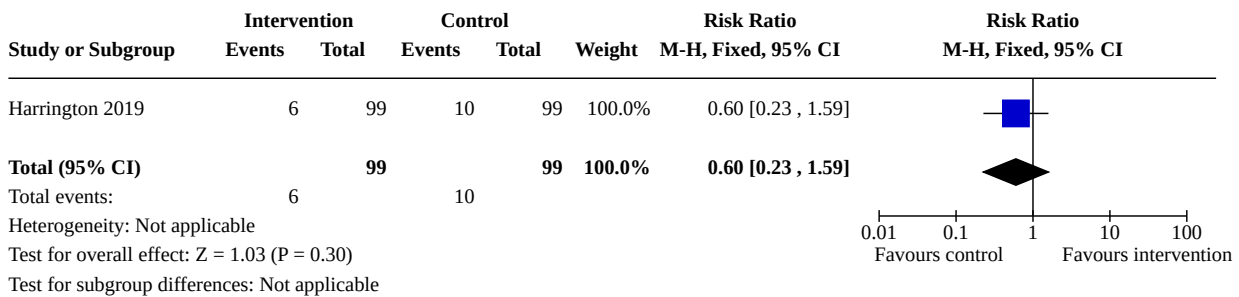 Intervention Control Risk Ratio Risk Ratio
Study or Subgroup Events Total Events Total Weight M-H, Fixed, 95% CI M-H, Fixed, 95% CI
Harrington 2019 6 99 10 99 100.0% 0.60 [0.23 , 1.59]
Total (95% CI) 99 99 100.0% 0.60 [0.23 , 1.59]
Total events: 6 10
Heterogeneity: Not applicable
0.01 0.1 1 10 100
Test for overall effect: Z = 1.03 (P = 0.30) Favours control Favours intervention
Test for subgroup differences: Not applicable